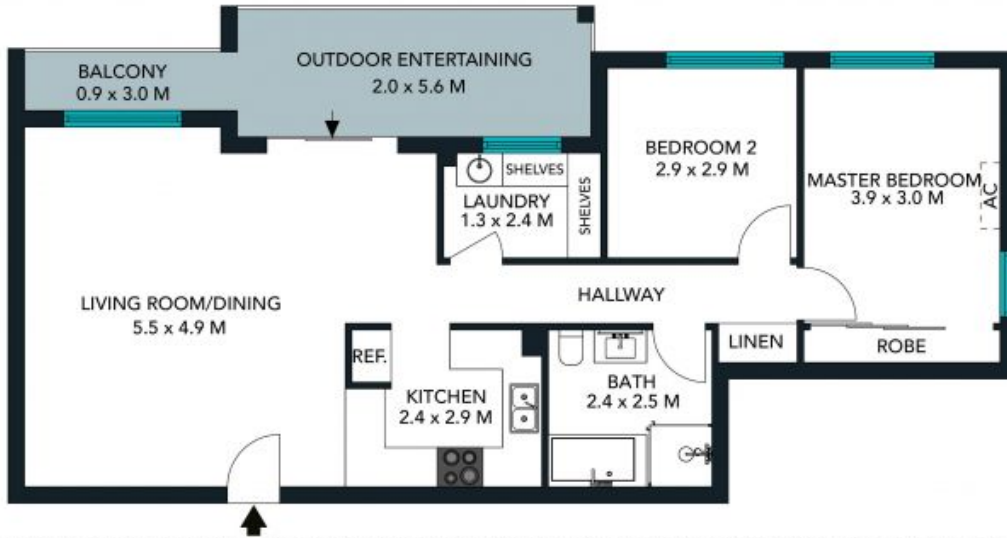 BALCONY
0.9 x 3.0 M
OUTDOOR ENTERTAINING
2.0 x 5.6 M
SHELVES
SHELVES
LAUNDRY
1.3 x 2.4 M
BEDROOM 2
2.9 x 2.9 M
MASTER BEDROOM
3.9 x 3.0 M
AC
LIVING ROOM/DINING
5.5 x 4.9 M
HALLWAY
REF.
KITCHEN
2.4 x 2.9 M
BATH
2.4 x 2.5 M
LINEN
ROBE